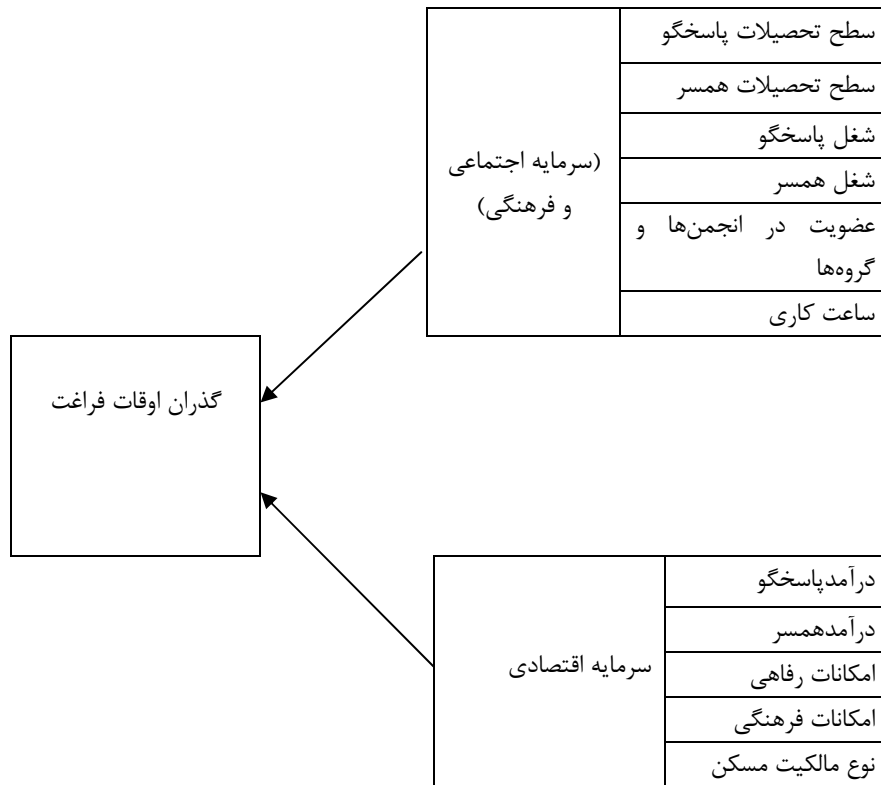 سطح تحصیلات پاسخگو
سطح تحصیلات همسر
شغل پاسخگو
شغل همسر
عضویت در انجمن‌ها و
گروه‌ها
ساعت کاری
(سرمایه اجتماعی
و فرهنگی)
گذران اوقات فراغت
درآمدپاسخگو
درآمدهمسر
امکانات رفاهی
امکانات فرهنگی
نوع مالکیت مسکن
سرمایه اقتصادی